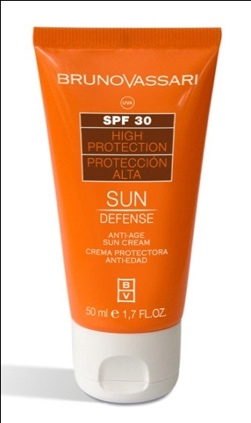 BRUNOVASSARI
UVA
SPF 30
HIGH
PROTECTION
PROTECCIÓN
ALTA
SUN
DEFENSE
ANTI-AGE
SUN CREAM
CREMA PROTECTORA
ANTI-EDAD
B
V
50 ml e 1,7 FL.OZ.